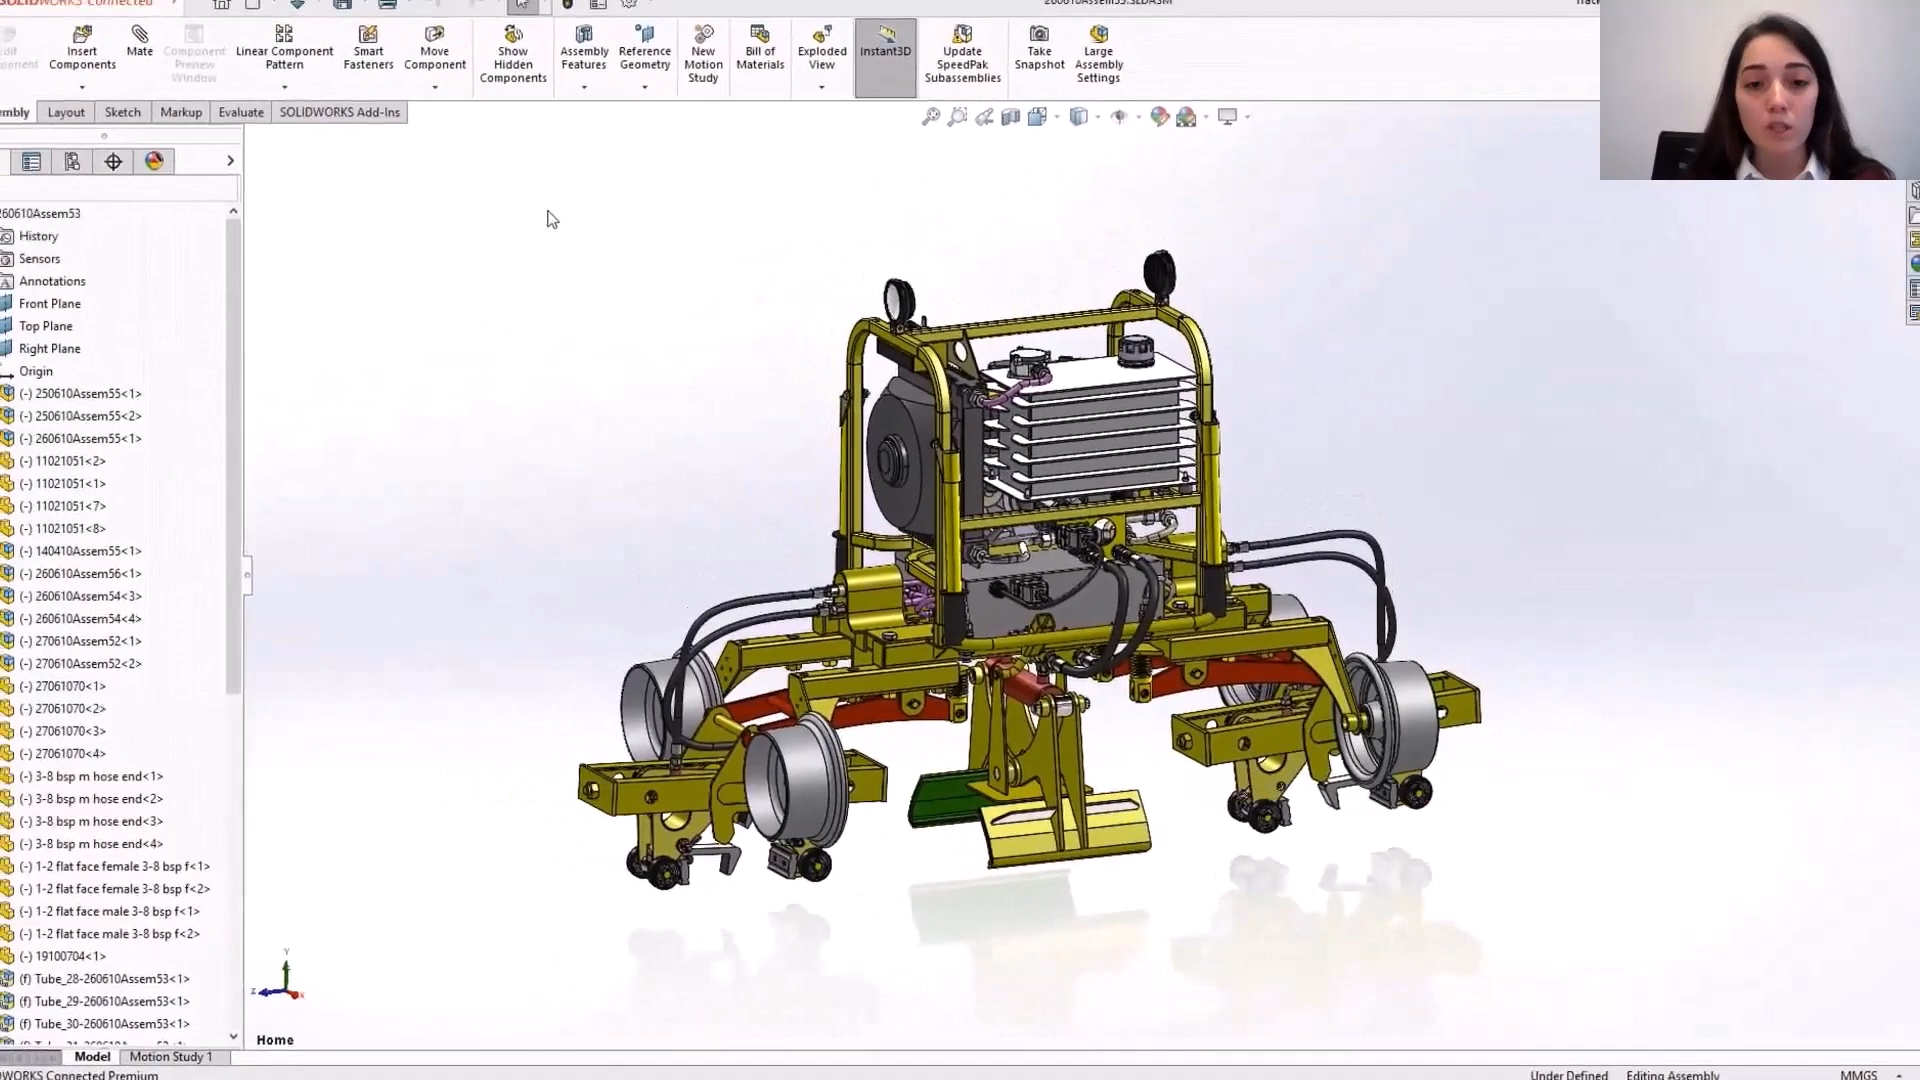 SOLIDWORKS Connected
260610Assem53.SLDASM
Insert Components
Mate
Component Preview Window
Linear Component Pattern
Smart Fasteners
Move Component
Show Hidden Components
Assembly Features
Reference Geometry
New Motion Study
Bill of Materials
Exploded View
Instant3D
Update SpeedPak Subassemblies
Take Snapshot
Large Assembly Settings
mbly
Layout
Sketch
Markup
Evaluate
SOLIDWORKS Add-Ins
260610Assem53
History
Sensors
Annotations
Front Plane
Top Plane
Right Plane
Origin
(-) 250610Assem55<1>
(-) 250610Assem55<2>
(-) 260610Assem55<1>
(-) 11021051<2>
(-) 11021051<1>
(-) 11021051<7>
(-) 11021051<8>
(-) 140410Assem55<1>
(-) 260610Assem56<1>
(-) 260610Assem54<3>
(-) 260610Assem54<4>
(-) 270610Assem52<1>
(-) 270610Assem52<2>
(-) 27061070<1>
(-) 27061070<2>
(-) 27061070<3>
(-) 27061070<4>
(-) 3-8 bsp m hose end<1>
(-) 3-8 bsp m hose end<2>
(-) 3-8 bsp m hose end<3>
(-) 3-8 bsp m hose end<4>
(-) 1-2 flat face female 3-8 bsp f<1>
(-) 1-2 flat face female 3-8 bsp f<2>
(-) 1-2 flat face male 3-8 bsp f<1>
(-) 1-2 flat face male 3-8 bsp f<2>
(-) 19100704<1>
(f) Tube_28-260610Assem53<1>
(f) Tube_29-260610Assem53<1>
(f) Tube_30-260610Assem53<1>
Y
Z
X
Home
Model
Motion Study 1
DWORKS Connected Premium
Under Defined
Editing Assembly
MMGS